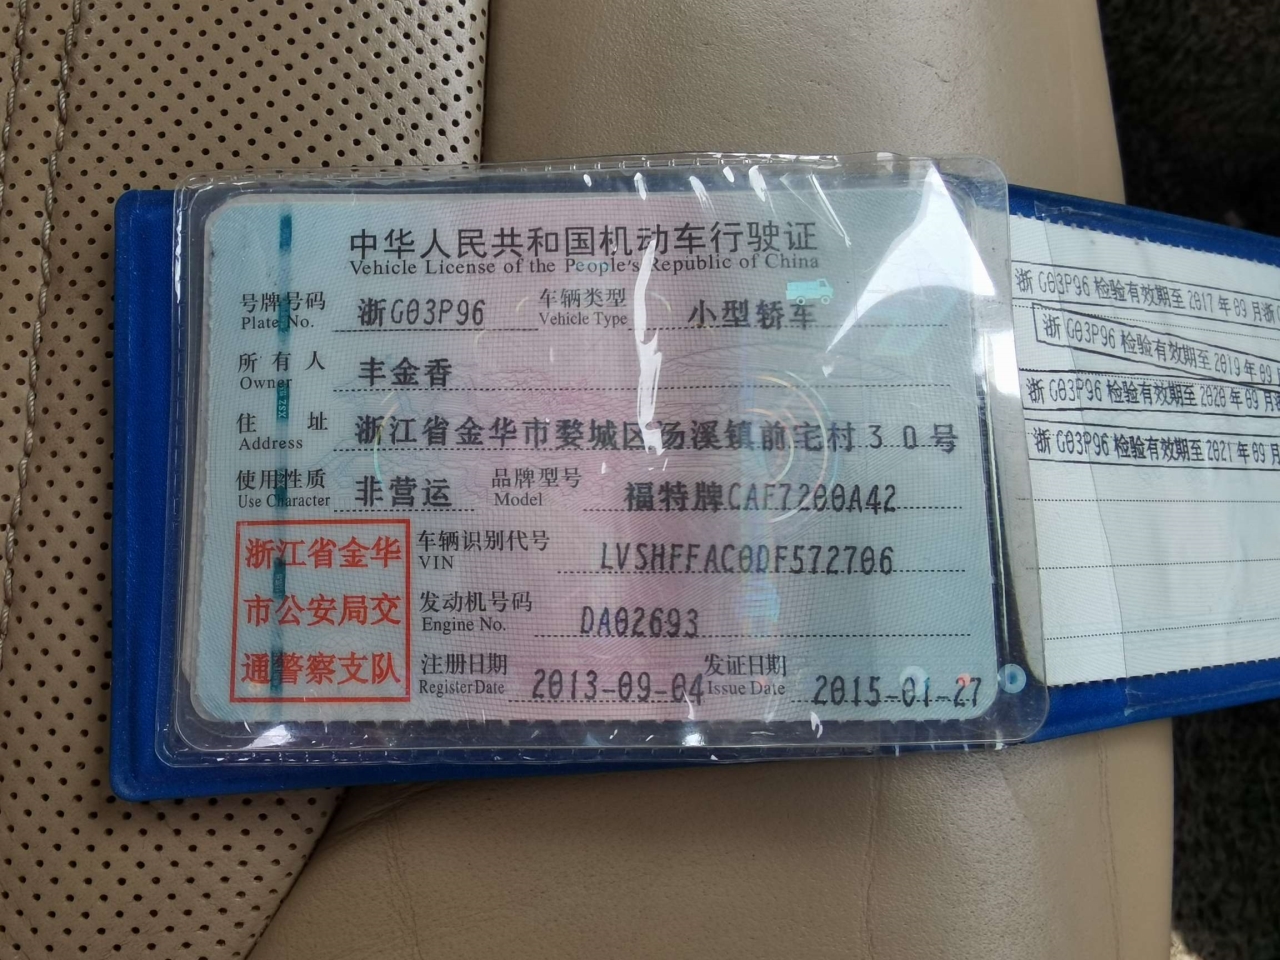 中华人民共和国机动车行驶证
Vehicle License of the People's Republic of China
号牌号码 浙G03P96 车辆类型 小型轿车
Plate No. Vehicle Type
所有人 丰金香
Owner
住址 浙江省金华市婺城区汤溪镇前宅村30号
Address
使用性质 非营运 品牌型号 福特牌CAF7200A42
Use Character Model
浙江省金华
市公安局交
通警察支队
车辆识别代号 LVSHFFAC0DF572706
VIN
发动机号码 DA02693
Engine No.
注册日期 2013-09-04 发证日期 2015-01-27
Register Date Issue Date
浙G03P96 检验有效期至 2017年09月浙
浙G03P96 检验有效期至 2019年09月
浙G03P96 检验有效期至 2020年09月
浙G03P96 检验有效期至 2021年09月